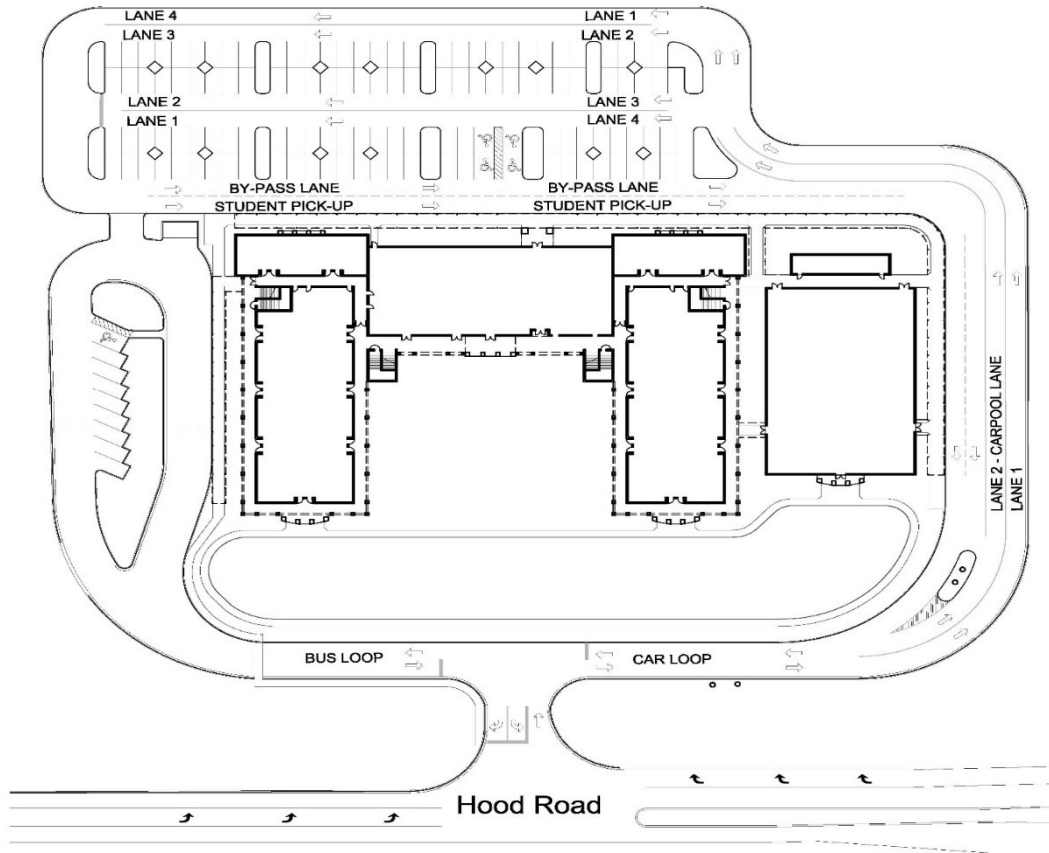 LANE 4 LANE 1
LANE 3 LANE 2
LANE 2 LANE 3
LANE 1 LANE 4
BY-PASS LANE BY-PASS LANE
STUDENT PICK-UP STUDENT PICK-UP
LANE 2 - CARPOOL LANE
LANE 1
BUS LOOP CAR LOOP
Hood Road